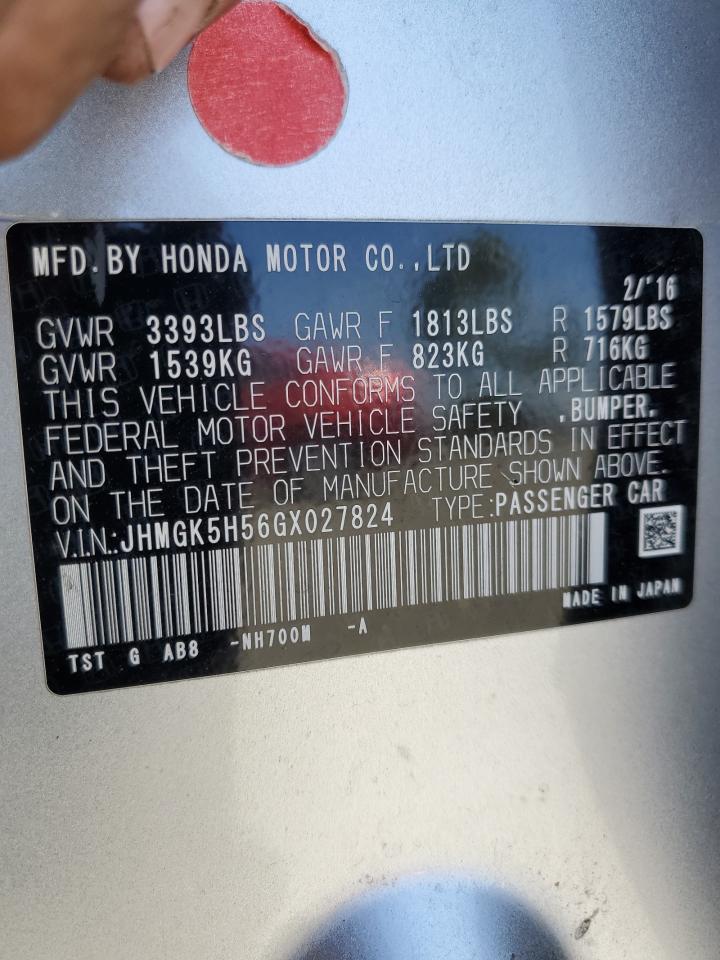 MFD.BY HONDA MOTOR CO.,LTD
2/'16
GVWR 3393LBS GAWR F 1813LBS R 1579LBS
GVWR 1539KG GAWR F 823KG R 716KG
THIS VEHICLE CONFORMS TO ALL APPLICABLE
FEDERAL MOTOR VEHICLE SAFETY ,BUMPER,
AND THEFT PREVENTION STANDARDS IN EFFECT
ON THE DATE OF MANUFACTURE SHOWN ABOVE.
V.I.N.:JHMGK5H56GX027824 TYPE:PASSENGER CAR
MADE IN JAPAN
TST G AB8 -NH700M -A